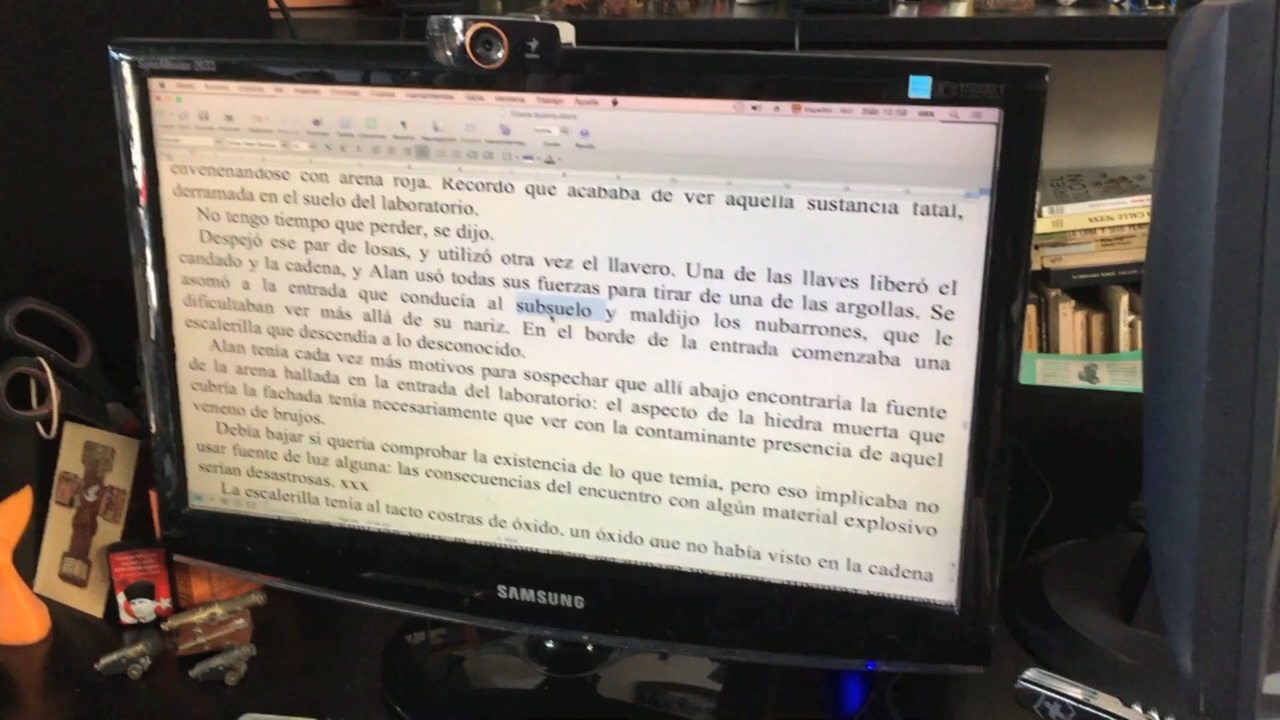 envenenándose con arena roja. Recordó que acababa de ver aquella sustancia fatal,
derramada en el suelo del laboratorio.
No tengo tiempo que perder, se dijo.
Despejó ese par de losas, y utilizó otra vez el llavero. Una de las llaves liberó el
candado y la cadena, y Alan usó todas sus fuerzas para tirar de una de las argollas. Se
asomó a la entrada que conducía al subsuelo y maldijo los nubarrones, que le
dificultaban ver más allá de su nariz. En el borde de la entrada comenzaba una
escalerilla que descendía a lo desconocido.
Alan tenía cada vez más motivos para sospechar que allí abajo encontraría la fuente
de la arena hallada en la entrada del laboratorio: el aspecto de la hiedra muerta que
cubría la fachada tenía necesariamente que ver con la contaminante presencia de aquel
veneno de brujos.
Debía bajar si quería comprobar la existencia de lo que temía, pero eso implicaba no
usar fuente de luz alguna: las consecuencias del encuentro con algún material explosivo
serían desastrosas. xxx
La escalerilla tenía al tacto costras de óxido, un óxido que no había visto en la cadena
SAMSUNG